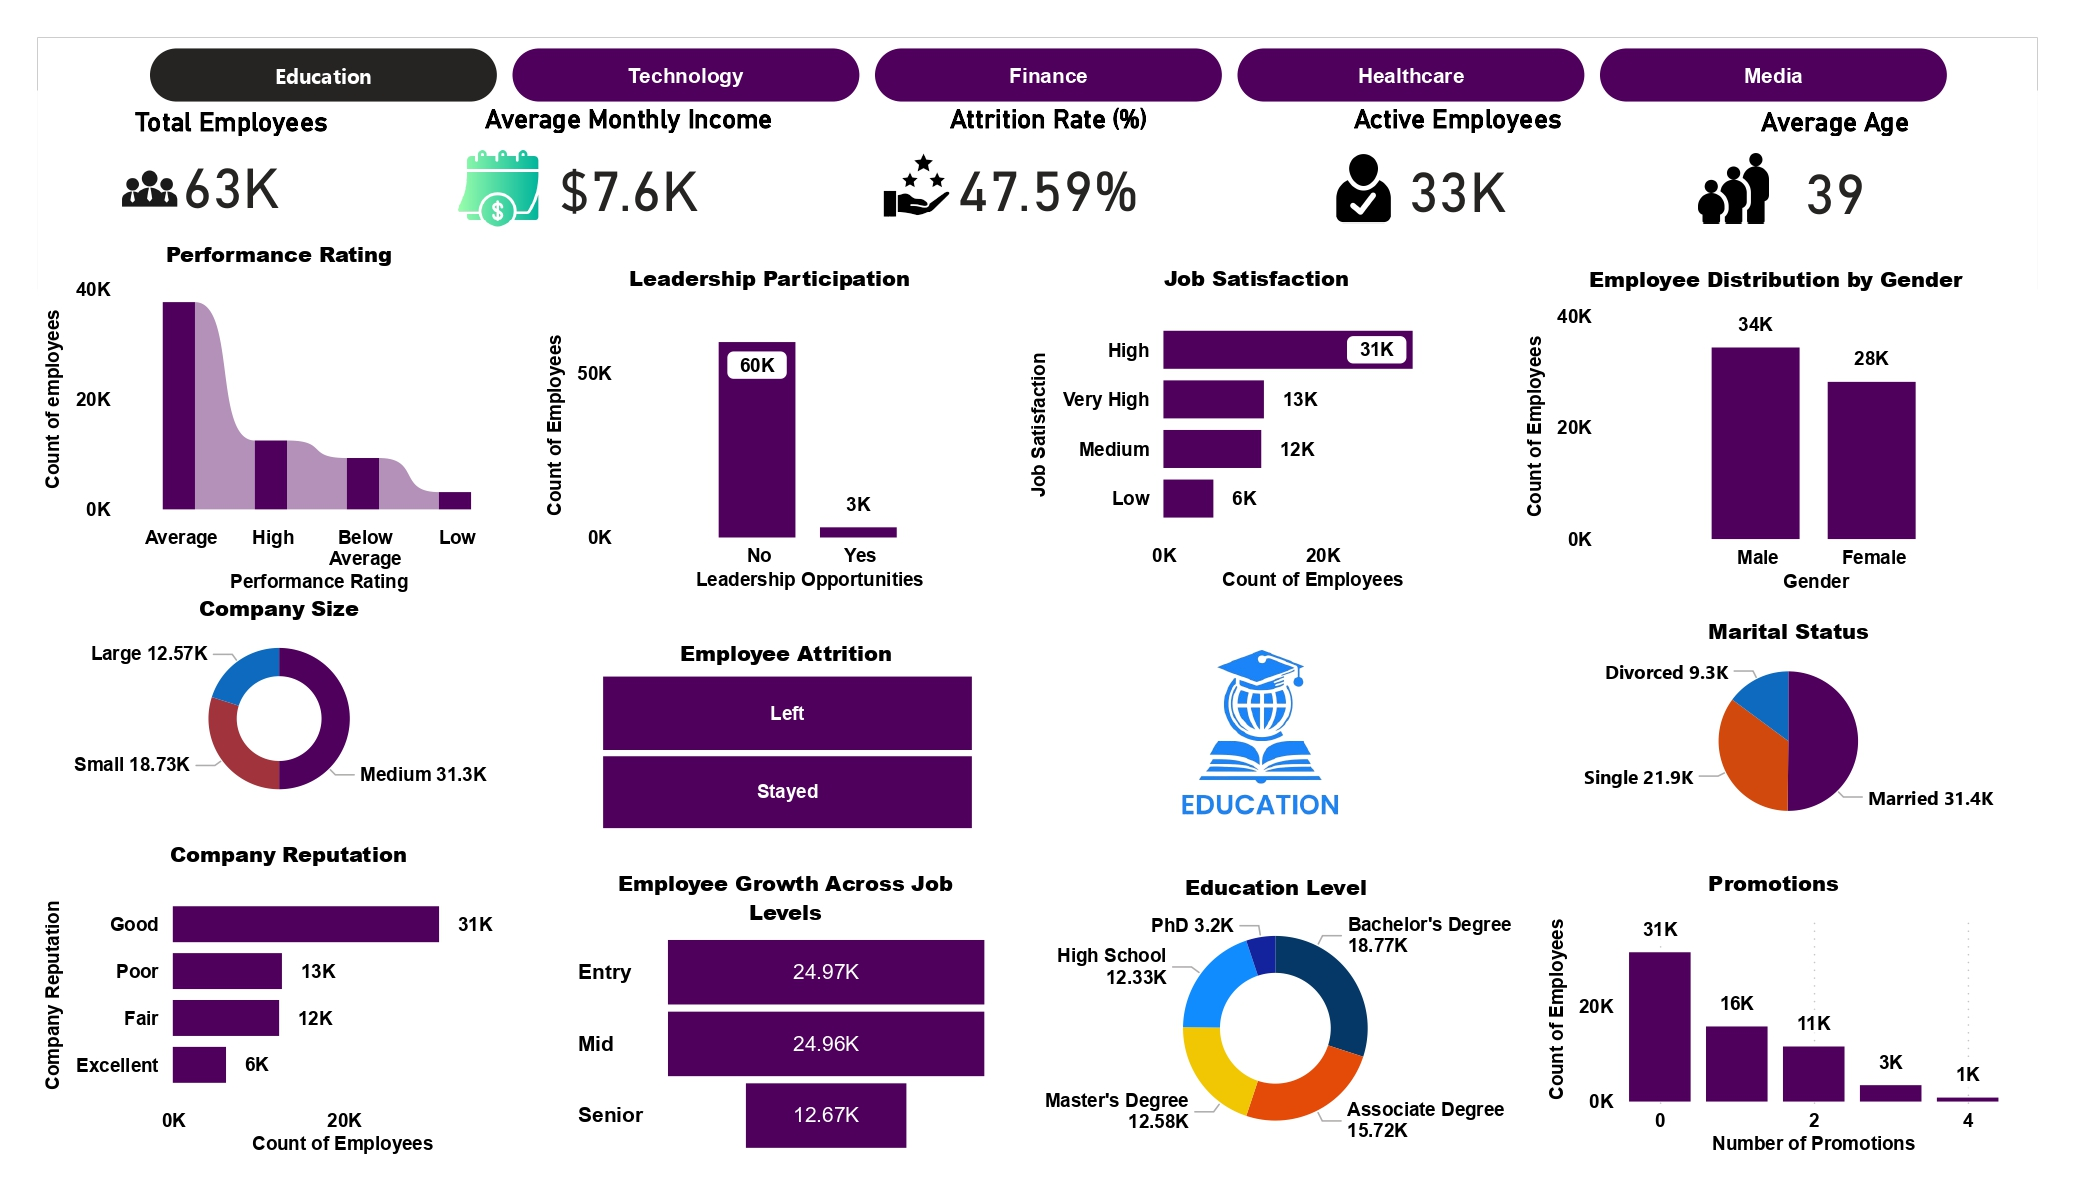 Education
Technology
Finance
Healthcare
Media
Total Employees
Average Monthly Income
Attrition Rate (%)
Active Employees
Average Age
63K
$7.6K
47.59%
33K
39
Performance Rating
40K
20K
0K
Count of employees
Average
High
Below
Average
Low
Performance Rating
Leadership Participation
Count of Employees
50K
0K
60K
3K
No
Yes
Leadership Opportunities
Job Satisfaction
Job Satisfaction
High
31K
Very High
13K
Medium
12K
Low
6K
0K
20K
Count of Employees
Employee Distribution by Gender
Count of Employees
40K
20K
0K
34K
28K
Male
Female
Gender
Company Size
Large 12.57K
Small 18.73K
Medium 31.3K
Employee Attrition
Left
Stayed
$
EDUCATION
Marital Status
Divorced 9.3K
Single 21.9K
Married 31.4K
Company Reputation
Company Reputation
Good
31K
Poor
13K
Fair
12K
Excellent
6K
0K
20K
Count of Employees
Employee Growth Across Job
Levels
Entry
24.97K
Mid
24.96K
Senior
12.67K
Education Level
PhD 3.2K
Bachelor's Degree
18.77K
High School
12.33K
Master's Degree
12.58K
Associate Degree
15.72K
Promotions
Count of Employees
20K
0K
31K
16K
11K
3K
1K
0
2
4
Number of Promotions